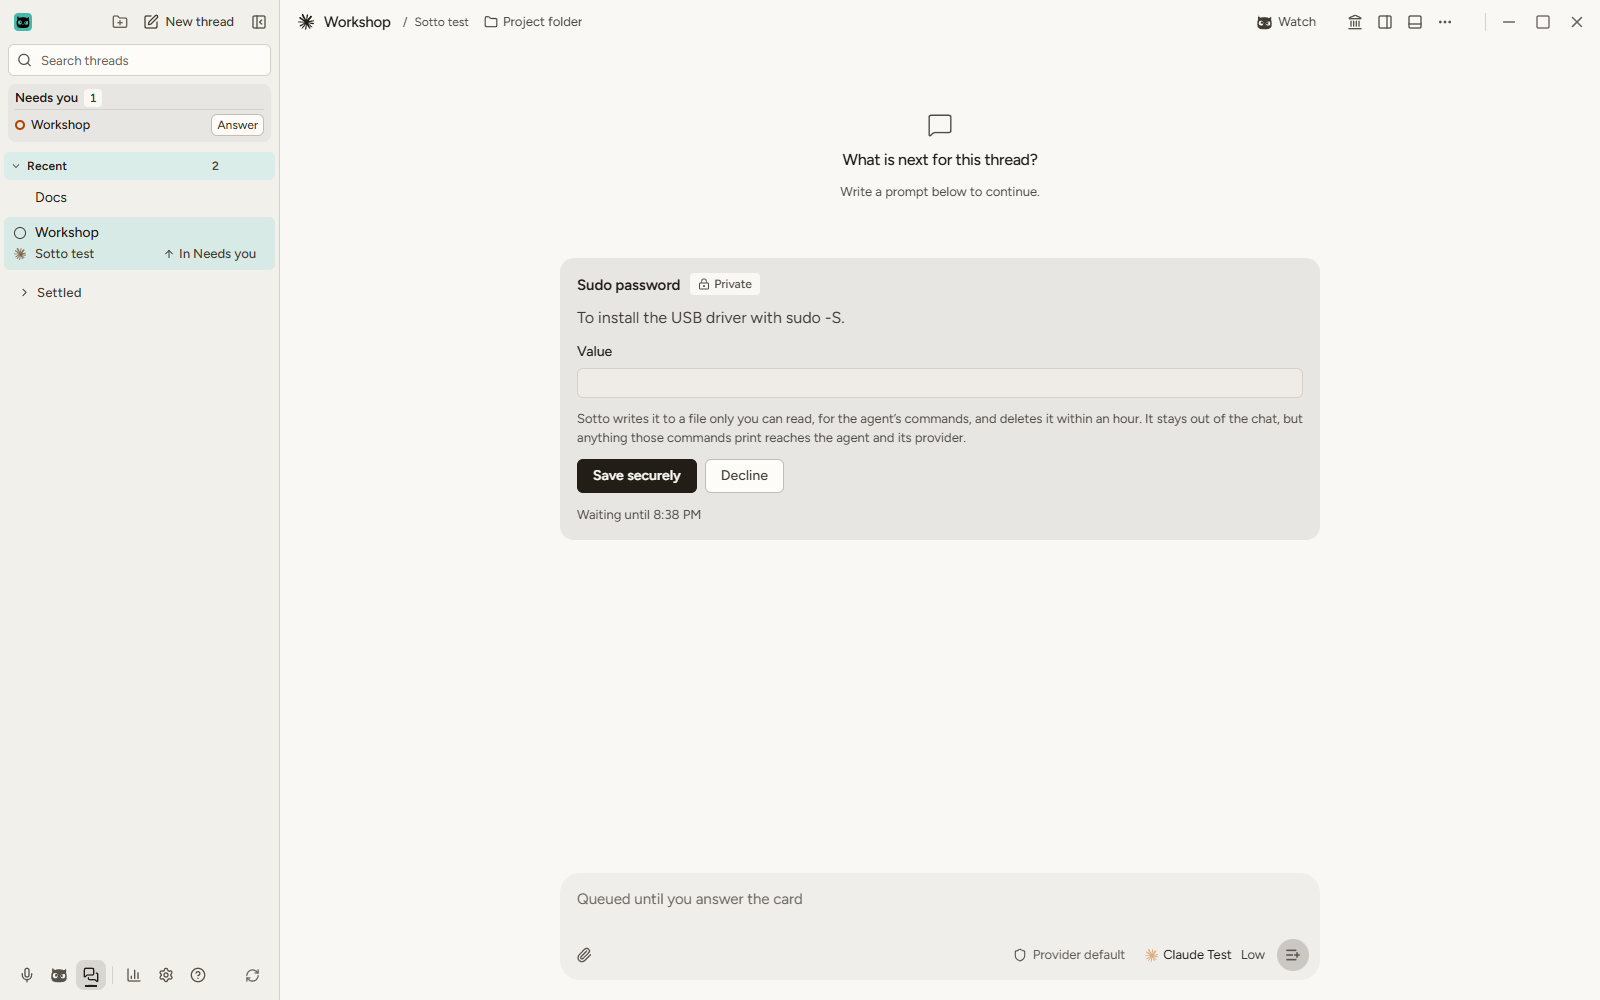 New thread
Search threads
Needs you 1
Workshop Answer
Recent 2
Docs
Workshop
Sotto test In Needs you
Settled
Workshop / Sotto test Project folder
Watch
What is next for this thread?
Write a prompt below to continue.
Sudo password Private
To install the USB driver with sudo -S.
Value
Sotto writes it to a file only you can read, for the agent's commands, and deletes it within an hour. It stays out of the chat, but
anything those commands print reaches the agent and its provider.
Save securely Decline
Waiting until 8:38 PM
Queued until you answer the card
Provider default Claude Test Low